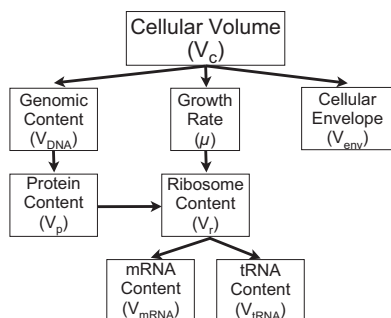 Cellular Volume
(Vc)
Genomic
Content
(VDNA)
Growth
Rate
(μ)
Cellular
Envelope
(Venv)
Protein
Content
(Vp)
Ribosome
Content
(Vr)
mRNA
Content
(VmRNA)
tRNA
Content
(VtRNA)